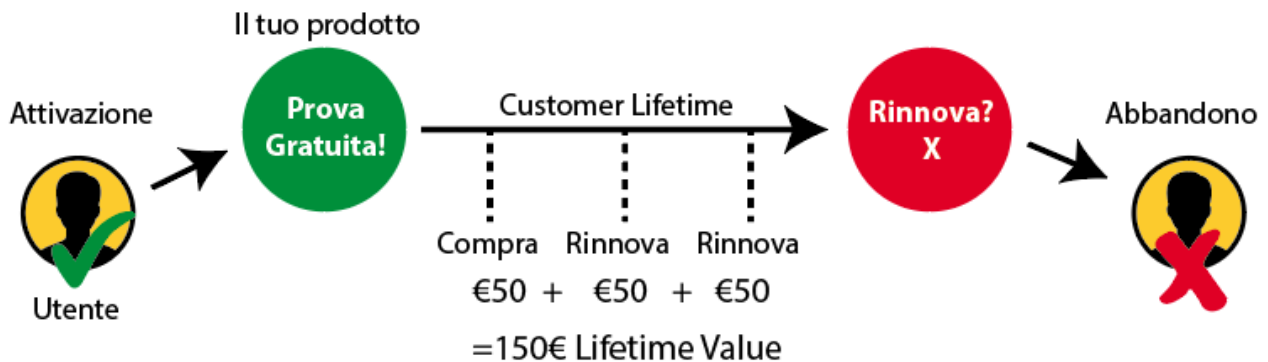 Il tuo prodotto
Attivazione
Utente
Prova
Gratuita!
Customer Lifetime
Compra Rinnova Rinnova
€50 + €50 + €50
=150€ Lifetime Value
Rinnova?
X
Abbandono